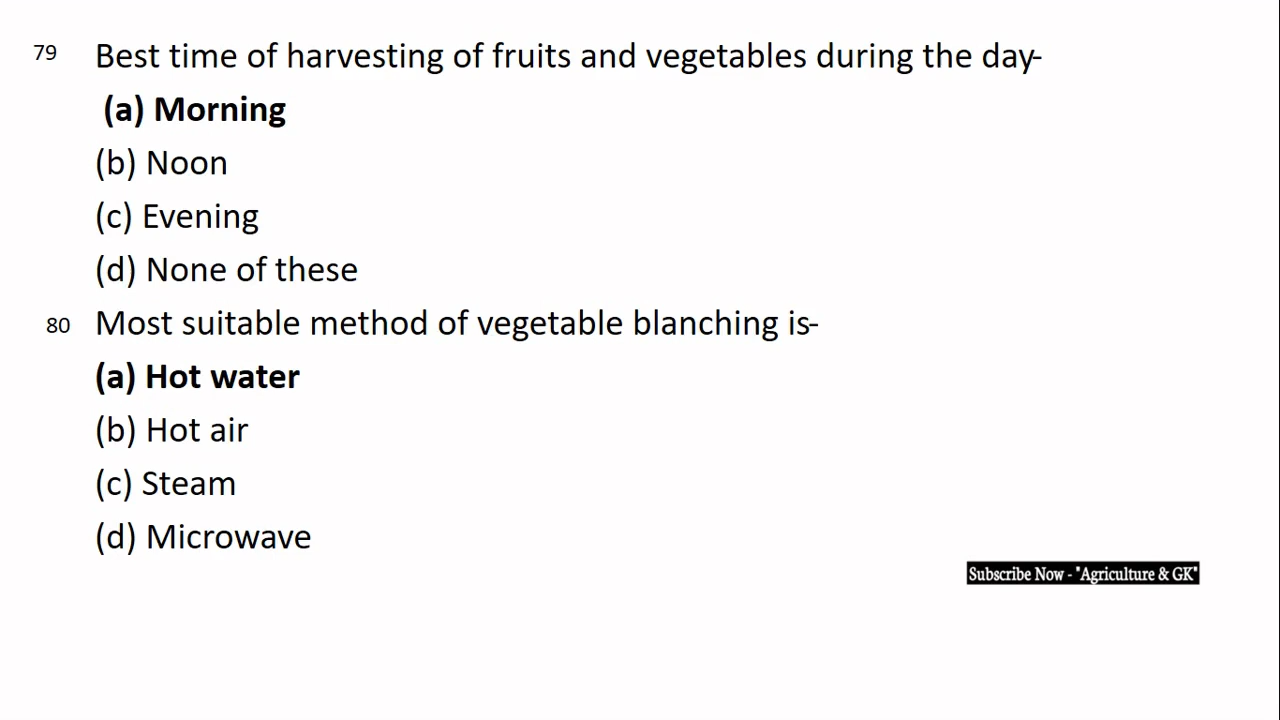 79 Best time of harvesting of fruits and vegetables during the day-
(a) Morning
(b) Noon
(c) Evening
(d) None of these
80 Most suitable method of vegetable blanching is-
(a) Hot water
(b) Hot air
(c) Steam
(d) Microwave
Subscribe Now - "Agriculture & GK"